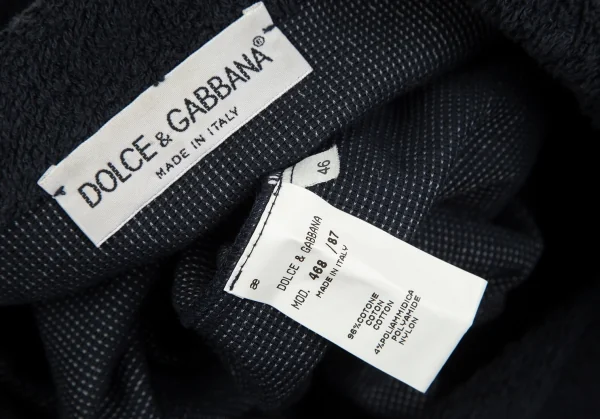 DOLCE & GABBANA®
MADE IN ITALY
46
DOLCE & GABBANA
MOD. 468 /87
MADE IN ITALY
96%COTONE
COTON
COTTON
4%POLIAMMIDICA
POLYAMIDE
NYLON